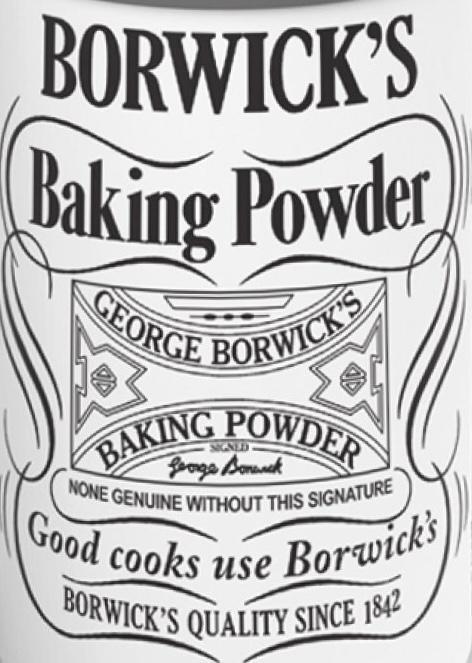 BORWICK'S
Baking Powder
GEORGE BORWICK'S
BAKING POWDER
SIGNED
George Borwick
NONE GENUINE WITHOUT THIS SIGNATURE
Good cooks use Borwick's
BORWICK'S QUALITY SINCE 1842